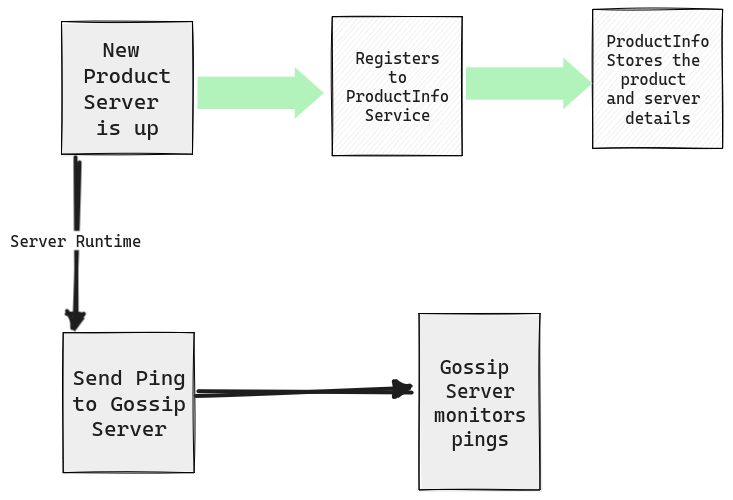 New
Product
Server
is up
Registers
to
ProductInfo
Service
ProductInfo
Stores the
product
and server
details
Server Runtime
Send Ping
to Gossip
Server
Gossip
Server
monitors
pings